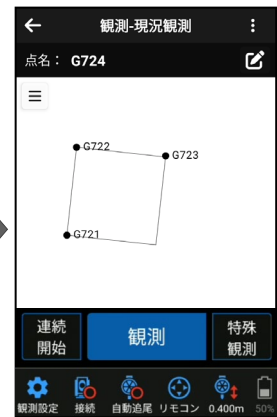 観測-現況観測
点名： G724
G722
G723
G721
連続
開始
観測
特殊
観測
観測設定 接続 自動追尾 リモコン 0.400m 50%